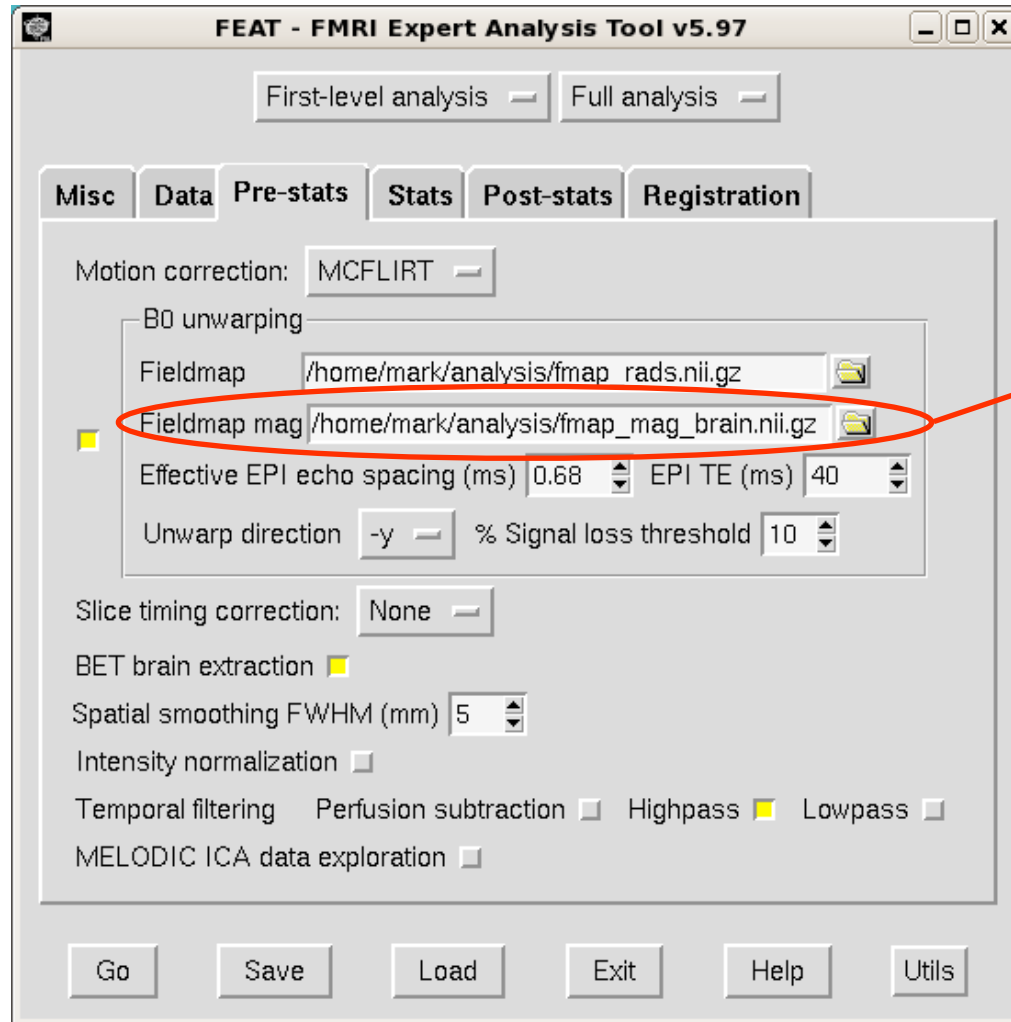 FEAT - FMRI Expert Analysis Tool v5.97
First-level analysis Full analysis
Misc Data Pre-stats Stats Post-stats Registration
Motion correction: MCFLIRT
B0 unwarping
Fieldmap /home/mark/analysis/fmap_rads.nii.gz
Fieldmap mag /home/mark/analysis/fmap_mag_brain.nii.gz
Effective EPI echo spacing (ms) 0.68 EPI TE (ms) 40
Unwarp direction -y % Signal loss threshold 10
Slice timing correction: None
BET brain extraction
Spatial smoothing FWHM (mm) 5
Intensity normalization
Temporal filtering Perfusion subtraction Highpass Lowpass
MELODIC ICA data exploration
Go Save Load Exit Help Utils